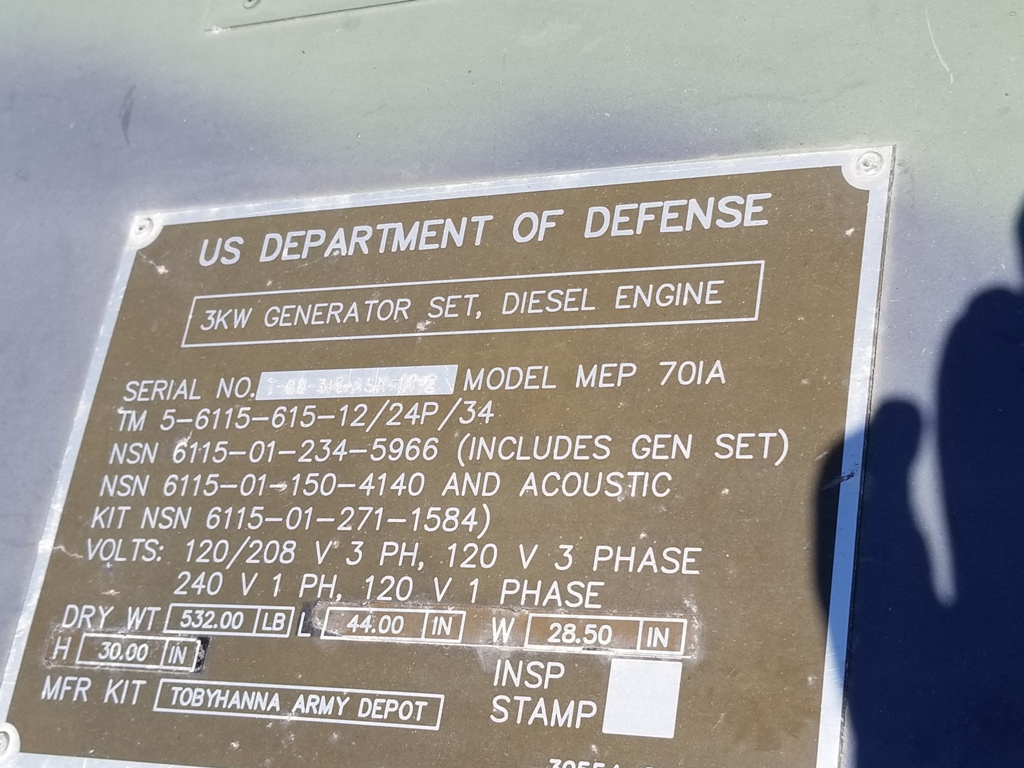 US DEPARTMENT OF DEFENSE
3KW GENERATOR SET, DIESEL ENGINE
SERIAL NO. MODEL MEP 701A
TM 5-6115-615-12/24P/34
NSN 6115-01-234-5966 (INCLUDES GEN SET)
NSN 6115-01-150-4140 AND ACOUSTIC
KIT NSN 6115-01-271-1584)
VOLTS: 120/208 V 3 PH, 120 V 3 PHASE
240 V 1 PH, 120 V 1 PHASE
DRY WT 532.00 LB L 44.00 IN W 28.50 IN
H 30.00 IN
INSP
STAMP
MFR KIT TOBYHANNA ARMY DEPOT